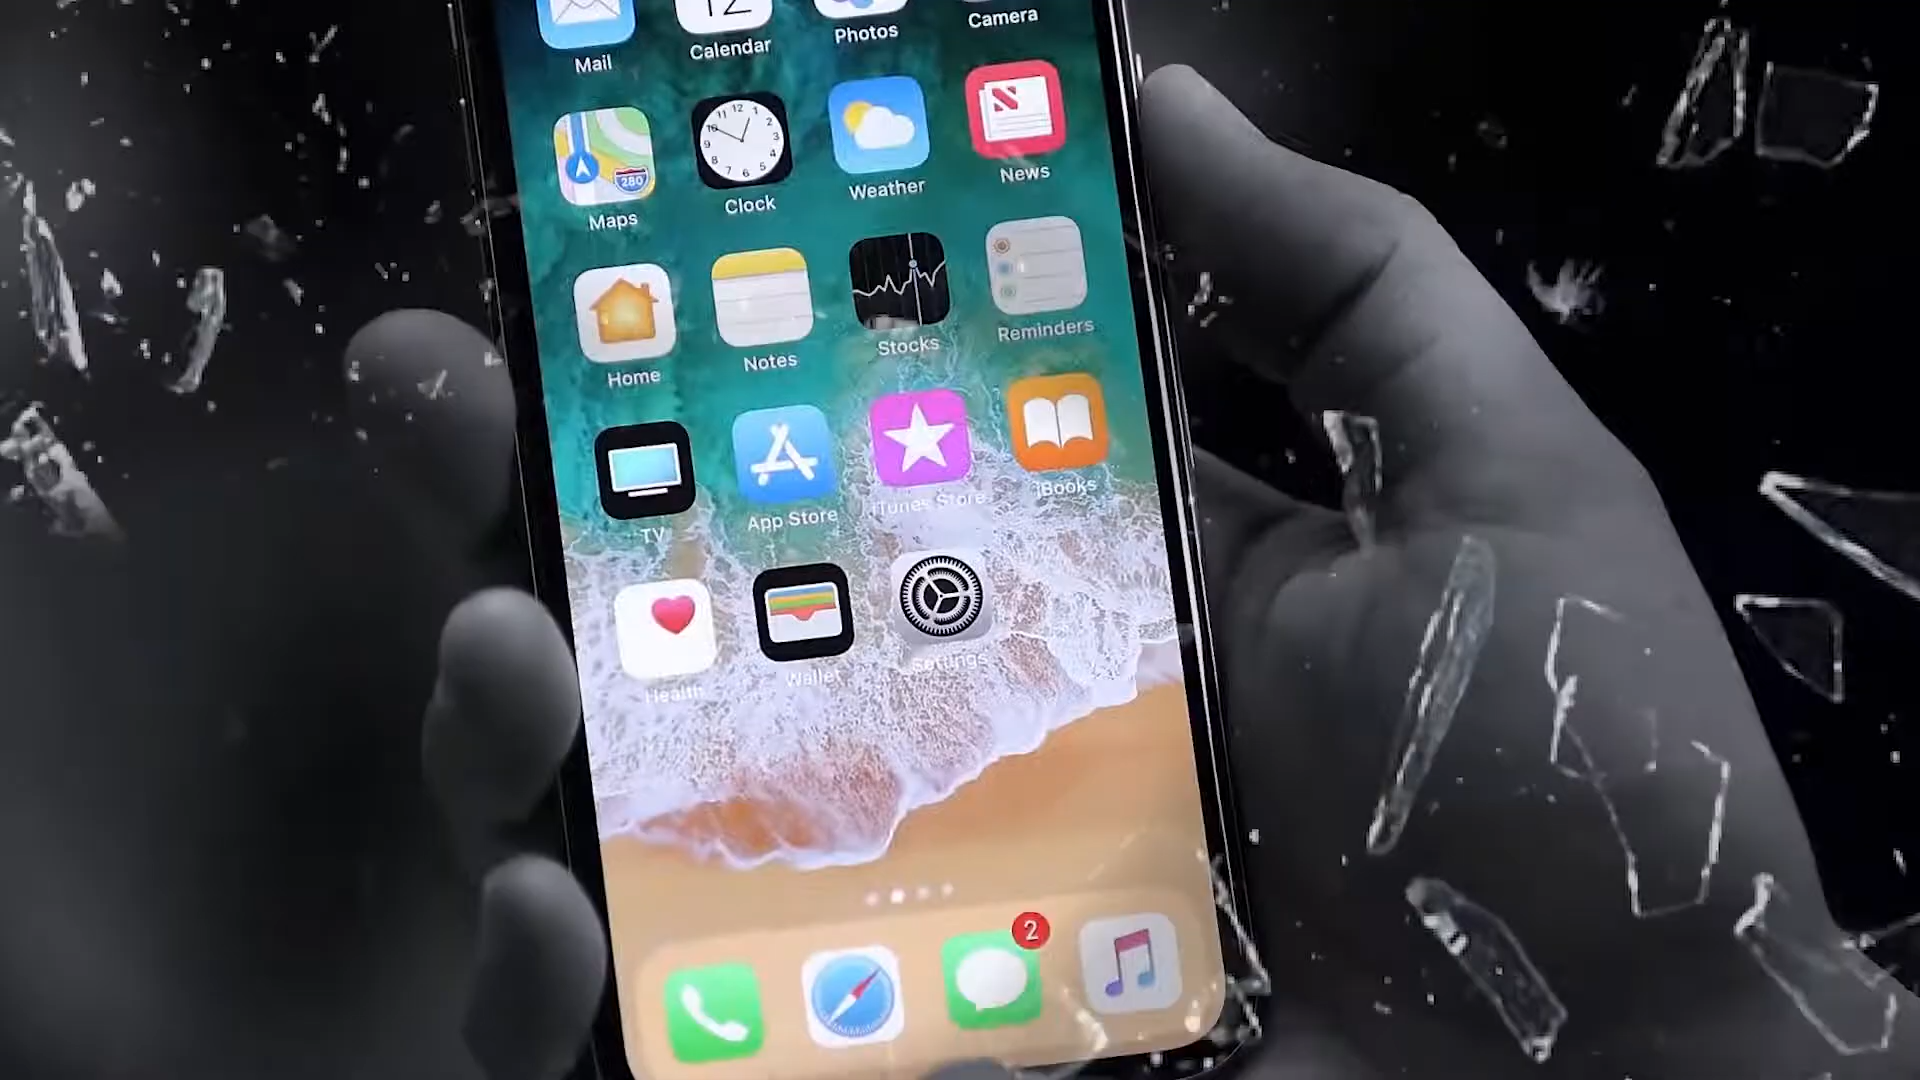 12
Mail
Calendar
Photos
Camera
280
Maps
Clock
Weather
News
Home
Notes
Stocks
Reminders
TV
App Store
iTunes Store
iBooks
Health
Wallet
Settings
2